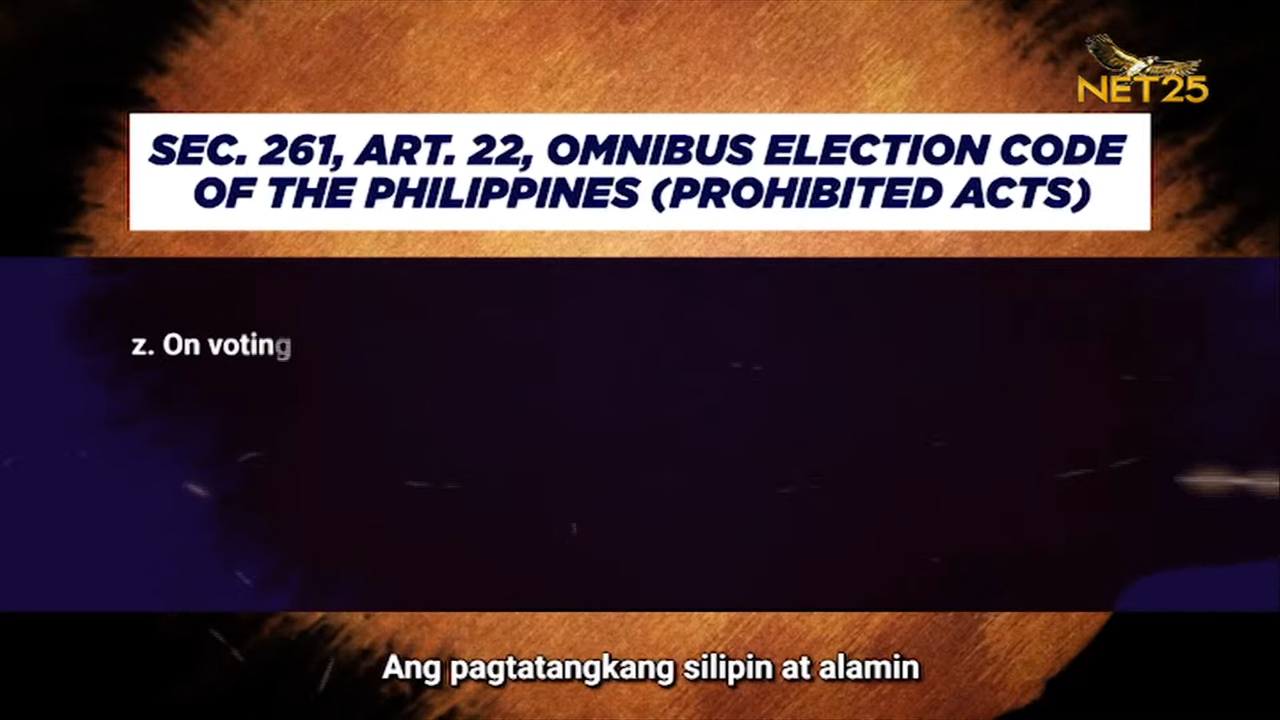 NET25
SEC. 261, ART. 22, OMNIBUS ELECTION CODE
OF THE PHILIPPINES (PROHIBITED ACTS)
z. On voting
Ang pagtatangkang silipin at alamin